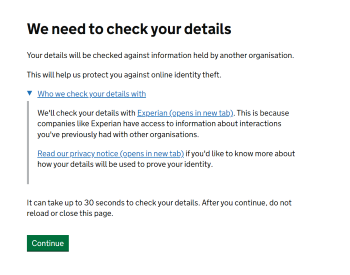 We need to check your details
Your details will be checked against information held by another organisation.
This will help us protect you against online identity theft.
Who we check your details with
We'll check your details with Experian (opens in new tab). This is because
companies like Experian have access to information about interactions
you've previously had with other organisations.
Read our privacy notice (opens in new tab) if you'd like to know more about
how your details will be used to prove your identity.
It can take up to 30 seconds to check your details. After you continue, do not
reload or close this page.
Continue